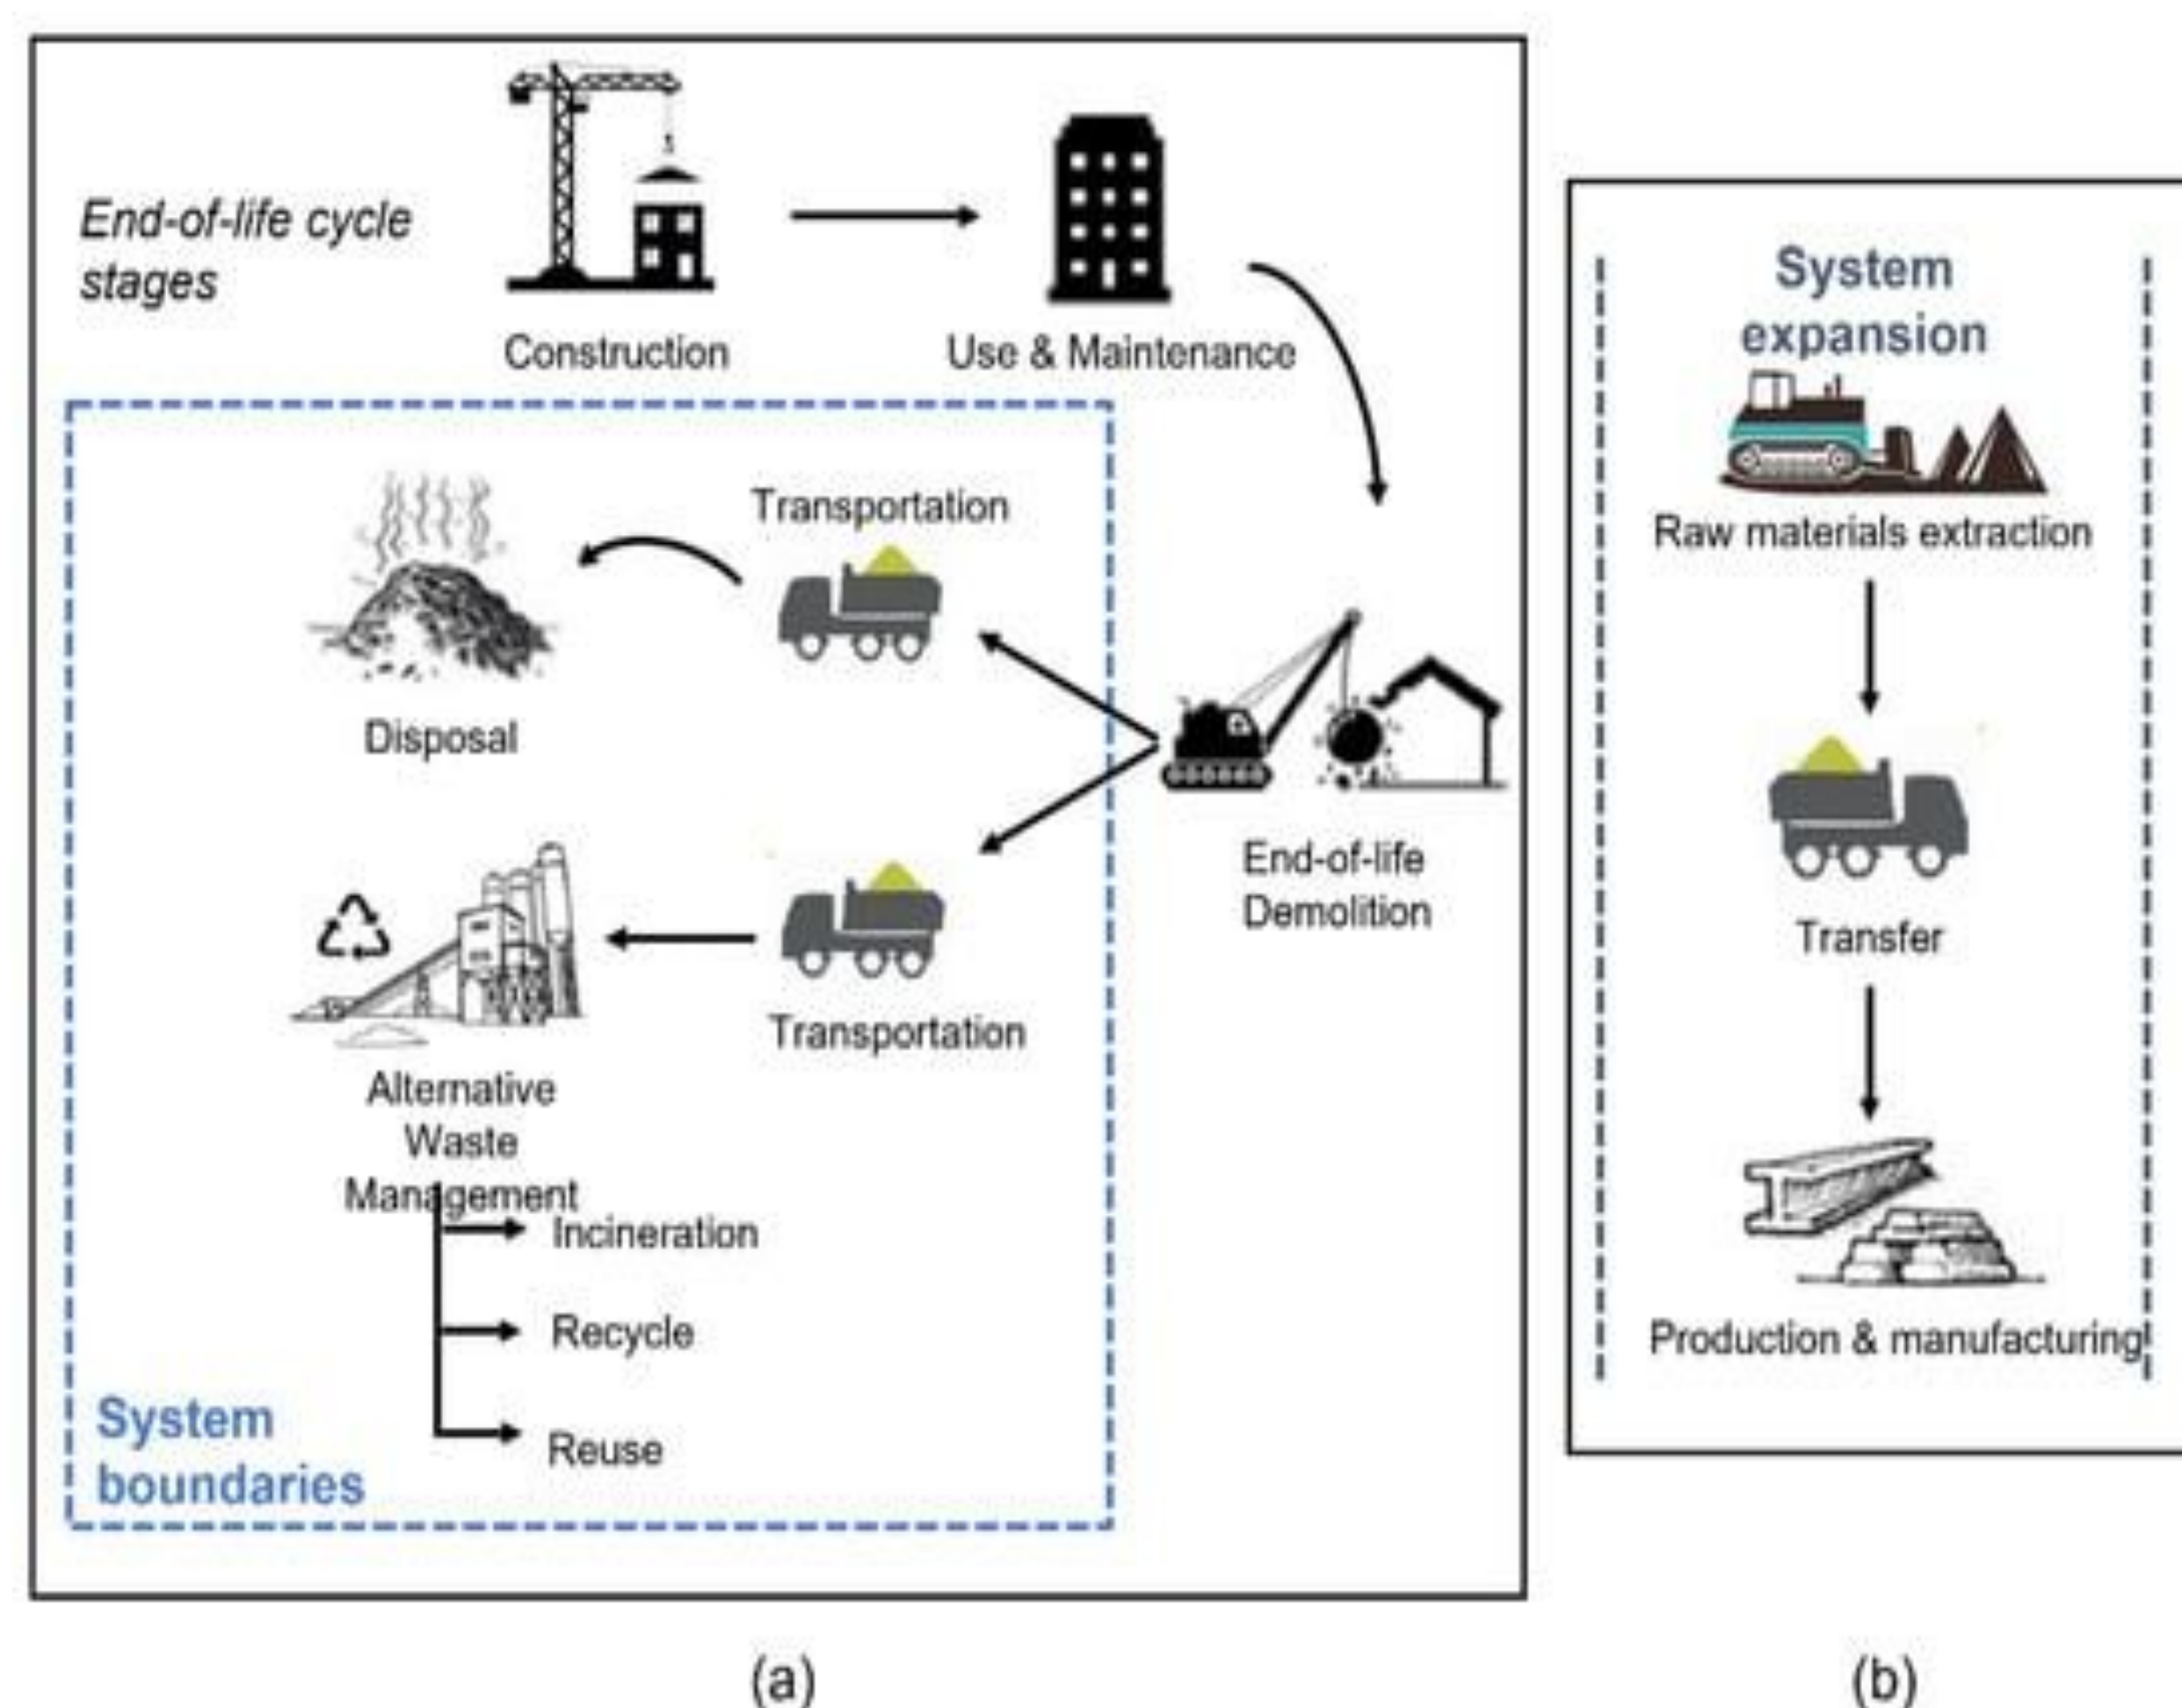 End-of-life cycle
stages
Construction
Use & Maintenance
Transportation
Disposal
End-of-life
Demolition
Transportation
Alternative
Waste
Management
Incineration
Recycle
Reuse
System
boundaries
(a)
System
expansion
Raw materials extraction
Transfer
Production & manufacturing
(b)